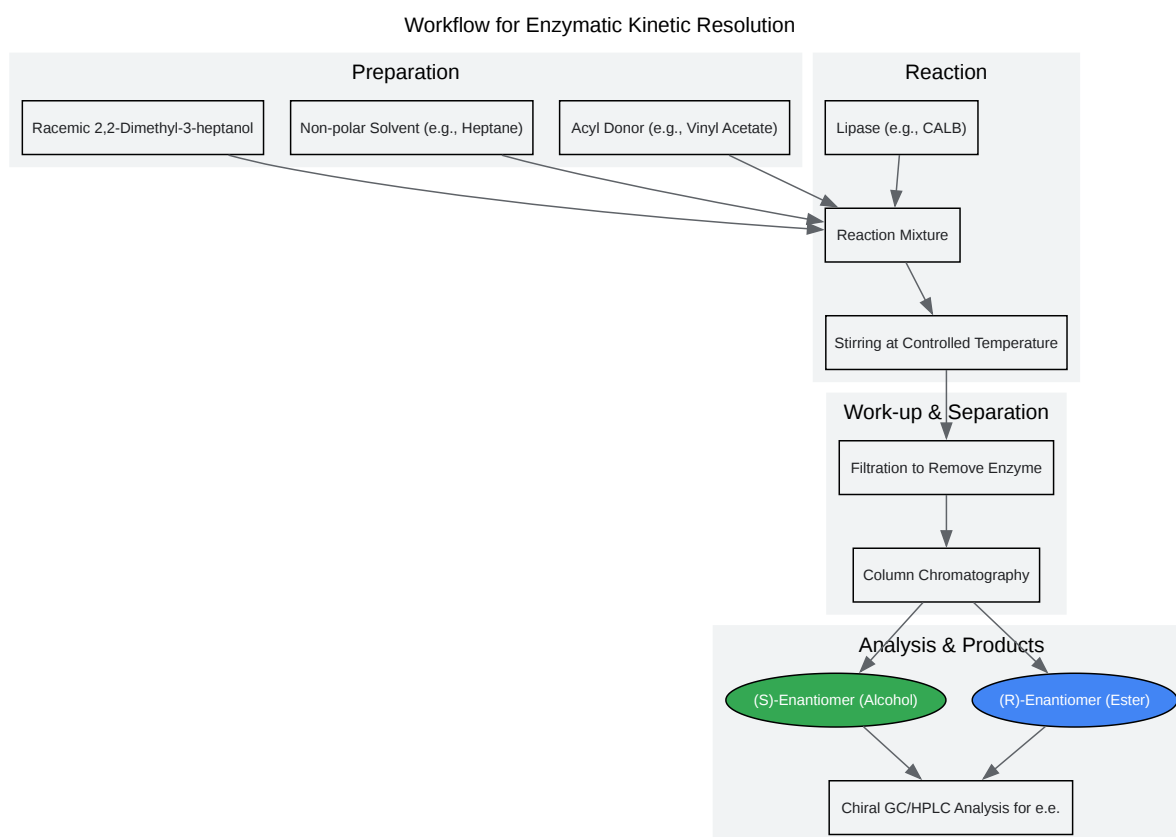 Workflow for Enzymatic Kinetic Resolution
Preparation
Reaction
Racemic 2,2-Dimethyl-3-heptanol
Non-polar Solvent (e.g., Heptane)
Acyl Donor (e.g., Vinyl Acetate)
Lipase (e.g., CALB)
Reaction Mixture
Stirring at Controlled Temperature
Work-up & Separation
Filtration to Remove Enzyme
Column Chromatography
Analysis & Products
(S)-Enantiomer (Alcohol)
(R)-Enantiomer (Ester)
Chiral GC/HPLC Analysis for e.e.